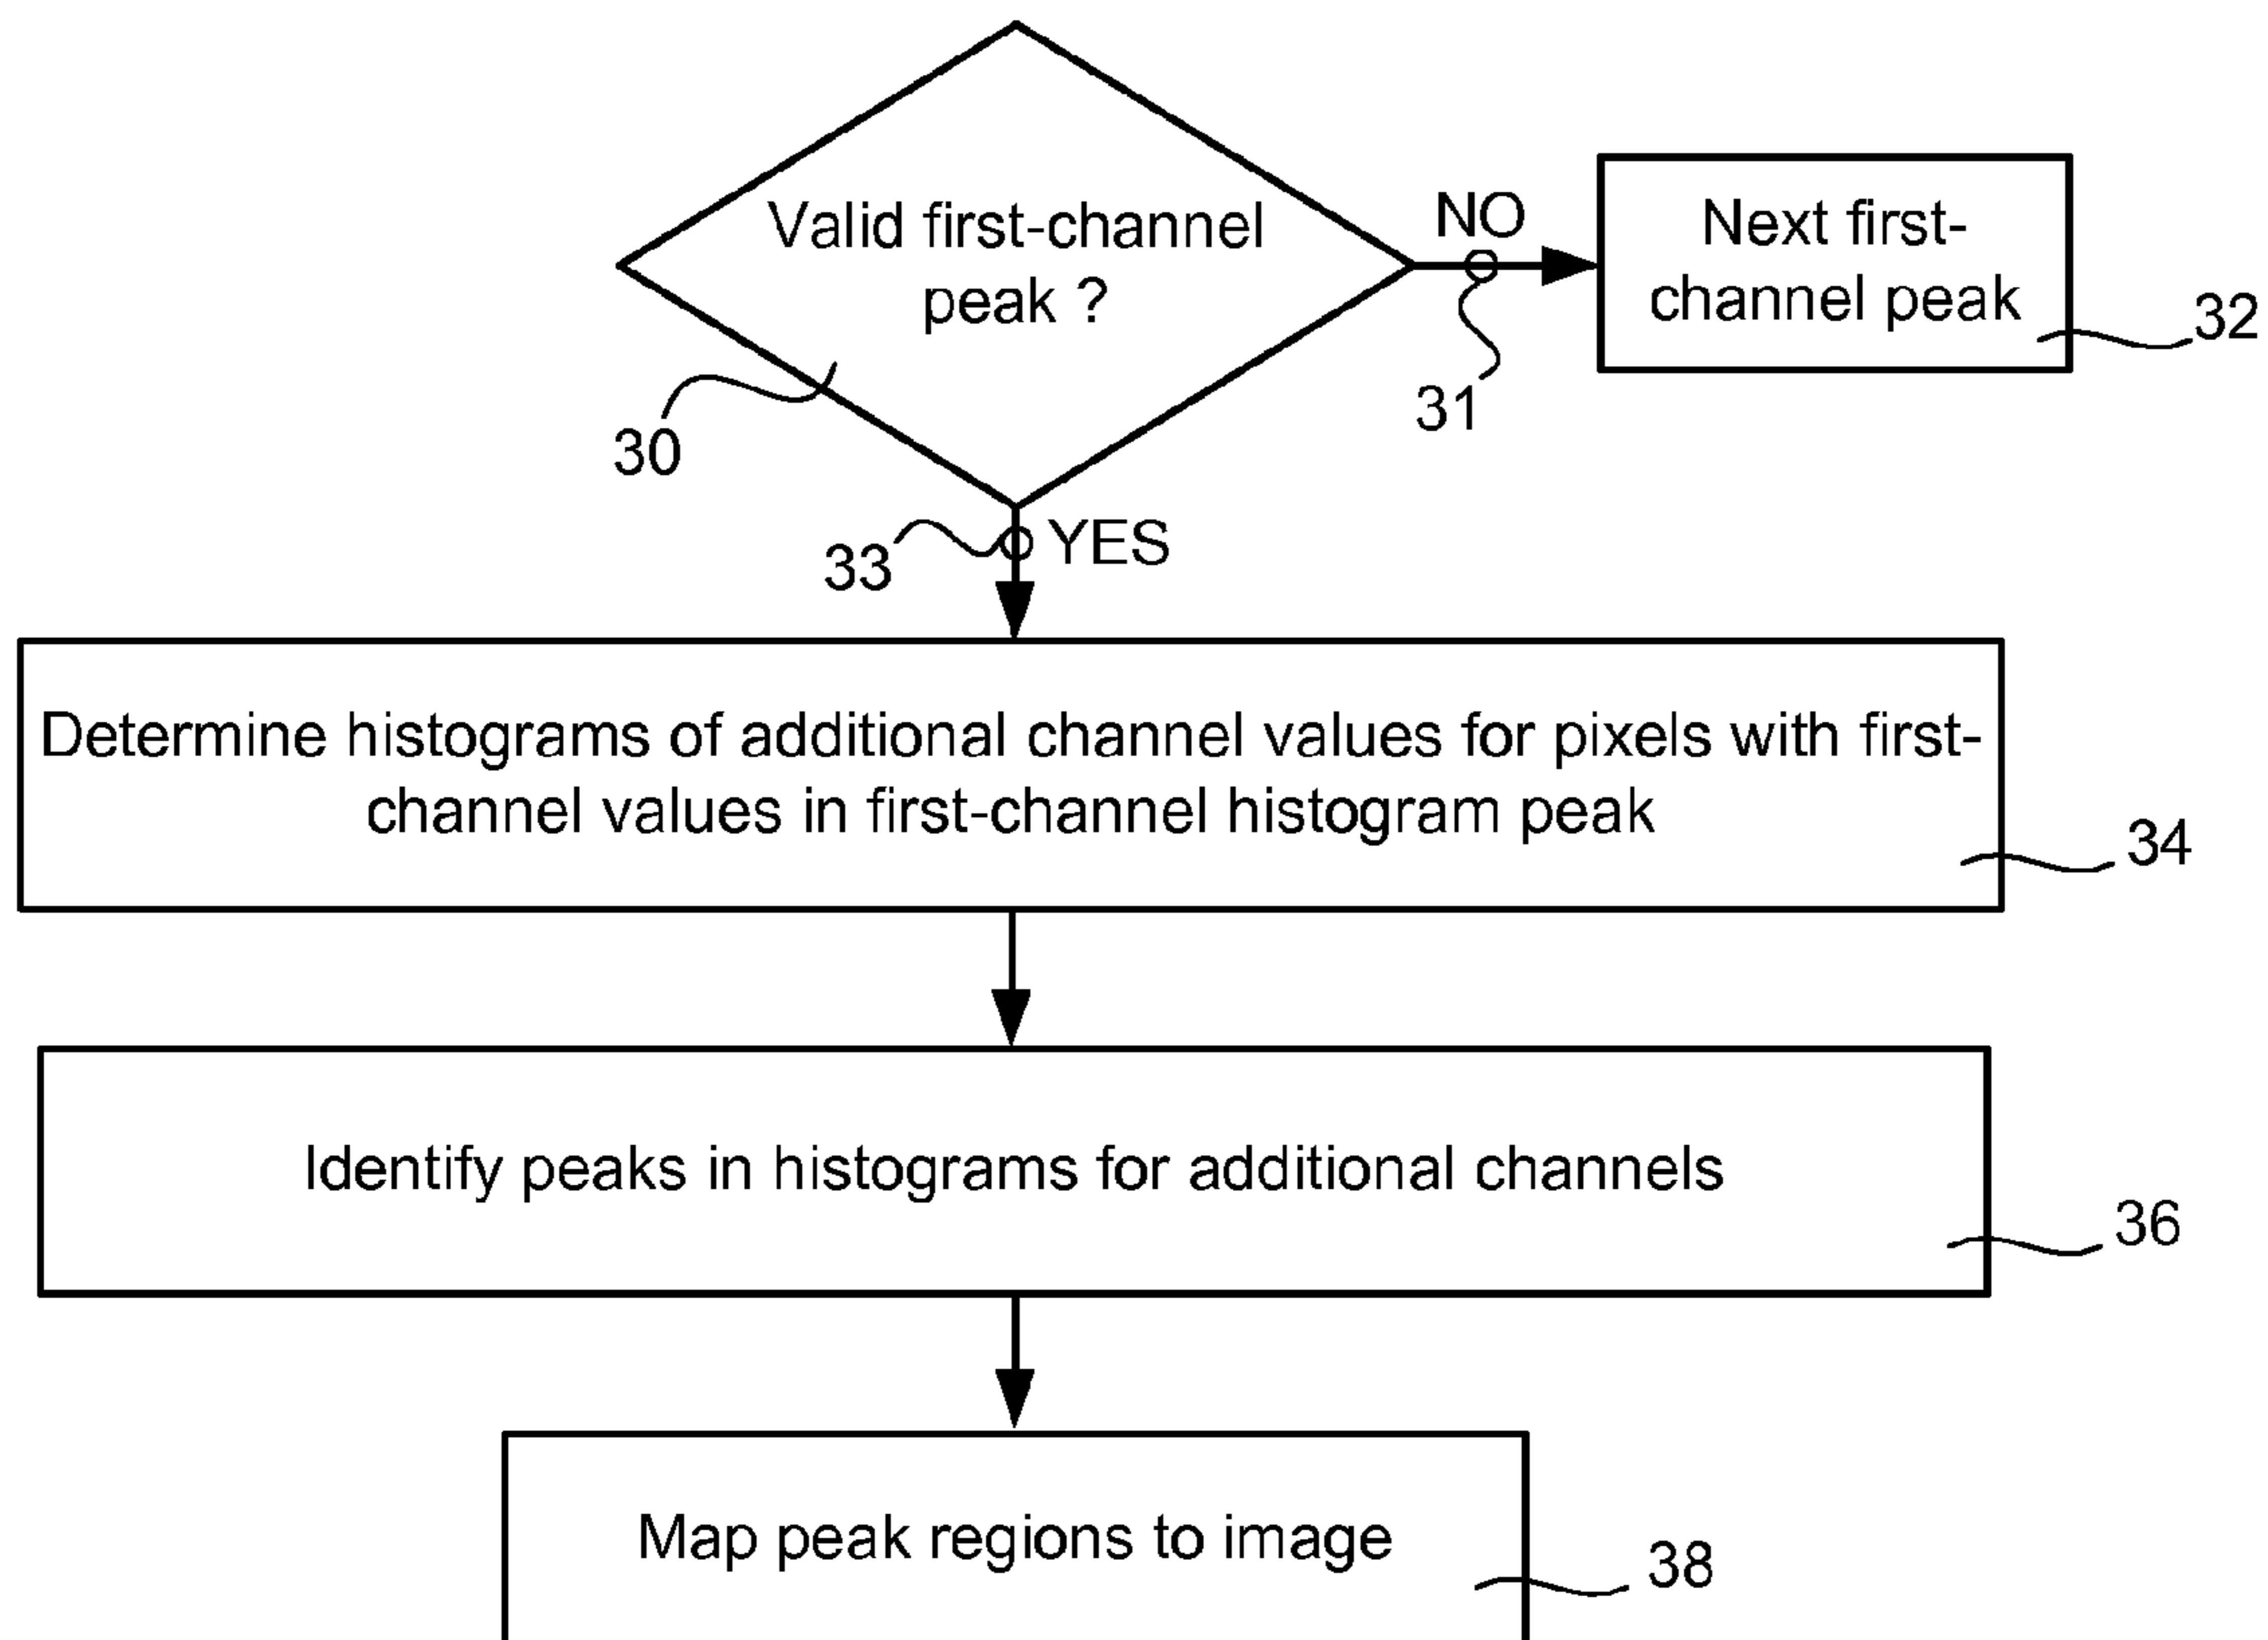 Valid first-channel
peak ?
30
NO
31
Next first-
channel peak
32
33
YES
Determine histograms of additional channel values for pixels with first-
channel values in first-channel histogram peak
34
Identify peaks in histograms for additional channels
36
Map peak regions to image
38